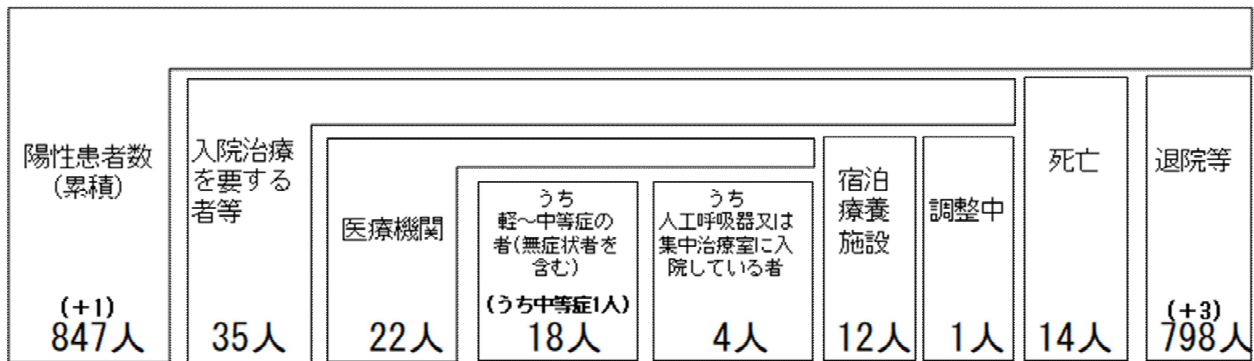 陽性患者数
(累積)
(+1)
847人
入院治療
を要する
者等
35人
医療機関
22人
うち
軽～中等症の
者(無症状者を
含む)
(うち中等症1人)
18人
うち
人工呼吸器又は
集中治療室に入
院している者
4人
宿泊
療養
施設
12人
調整中
1人
死亡
14人
退院等
(+3)
798人